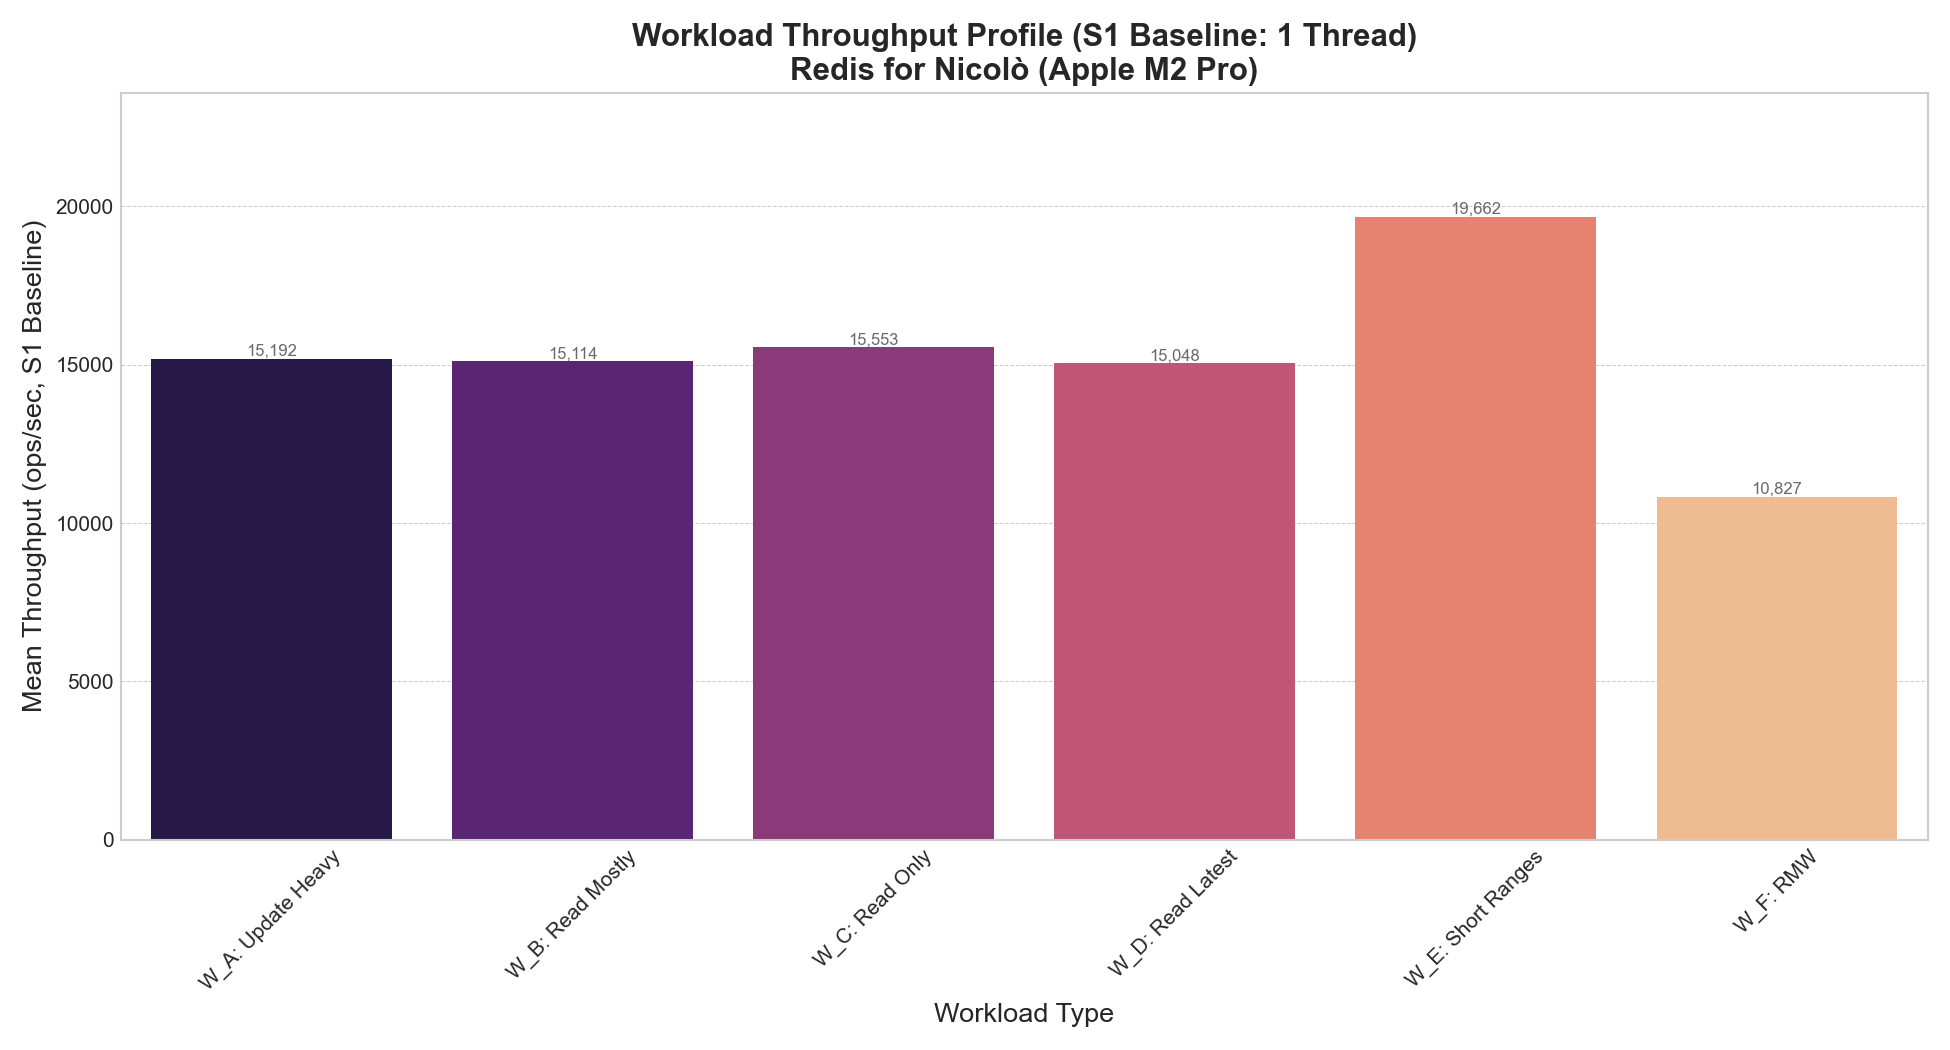 Workload Throughput Profile (S1 Baseline: 1 Thread)
Redis for Nicolò (Apple M2 Pro)
Mean Throughput (ops/sec, S1 Baseline)
20000
15000
10000
5000
0
15,192
15,114
15,553
15,048
19,662
10,827
W_A: Update Heavy
W_B: Read Mostly
W_C: Read Only
W_D: Read Latest
W_E: Short Ranges
W_F: RMW
Workload Type